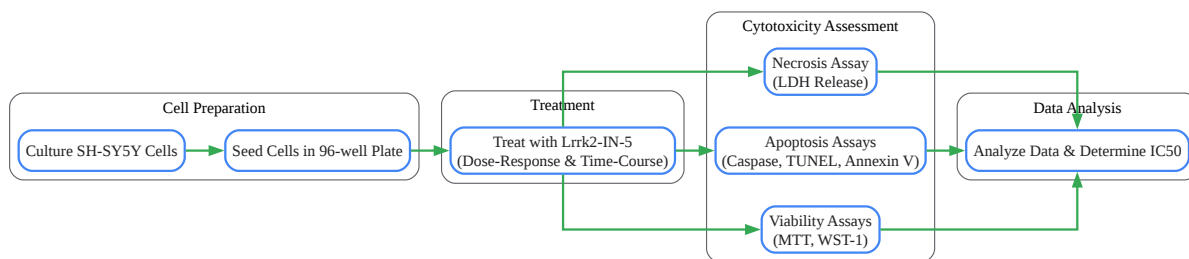 Cell Preparation
Culture SH-SY5Y Cells
Seed Cells in 96-well Plate
Treatment
Treat with Lrrk2-IN-5
(Dose-Response & Time-Course)
Cytotoxicity Assessment
Necrosis Assay
(LDH Release)
Apoptosis Assays
(Caspase, TUNEL, Annexin V)
Viability Assays
(MTT, WST-1)
Data Analysis
Analyze Data & Determine IC50